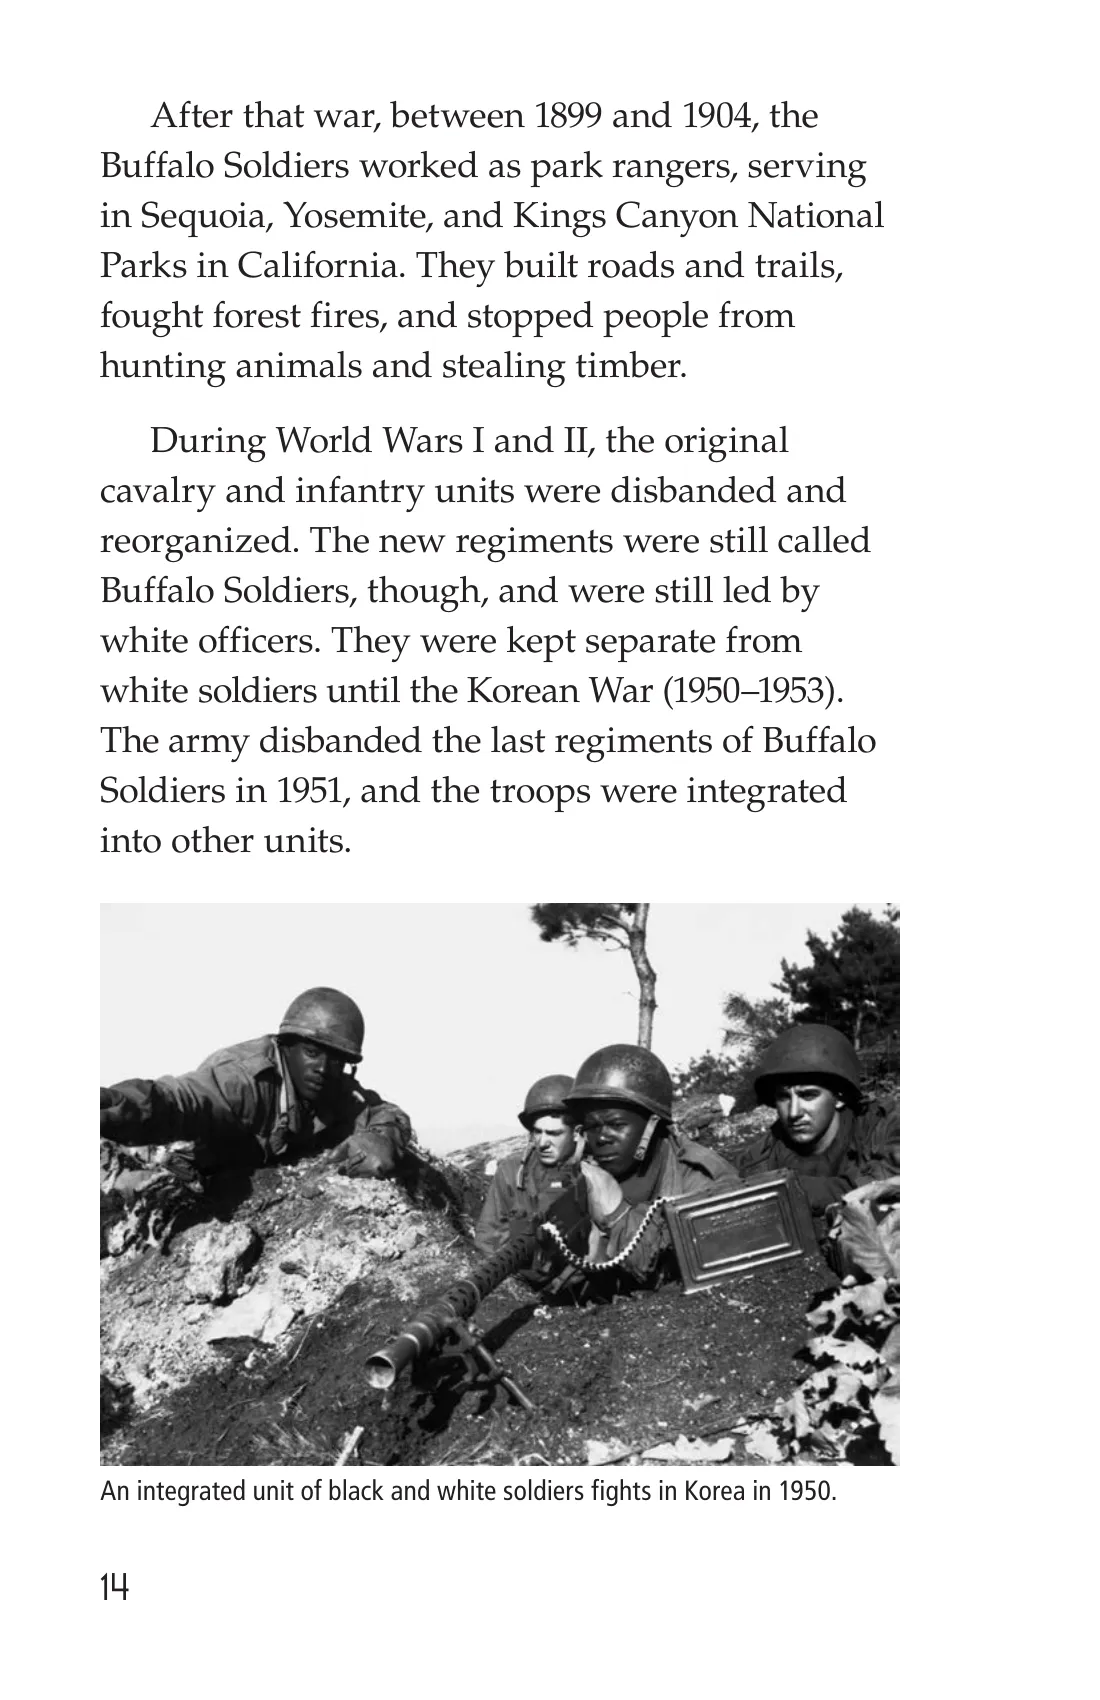 After that war, between 1899 and 1904, the
Buffalo Soldiers worked as park rangers, serving
in Sequoia, Yosemite, and Kings Canyon National
Parks in California. They built roads and trails,
fought forest fires, and stopped people from
hunting animals and stealing timber.
During World Wars I and II, the original
cavalry and infantry units were disbanded and
reorganized. The new regiments were still called
Buffalo Soldiers, though, and were still led by
white officers. They were kept separate from
white soldiers until the Korean War (1950–1953).
The army disbanded the last regiments of Buffalo
Soldiers in 1951, and the troops were integrated
into other units.
An integrated unit of black and white soldiers fights in Korea in 1950.
14